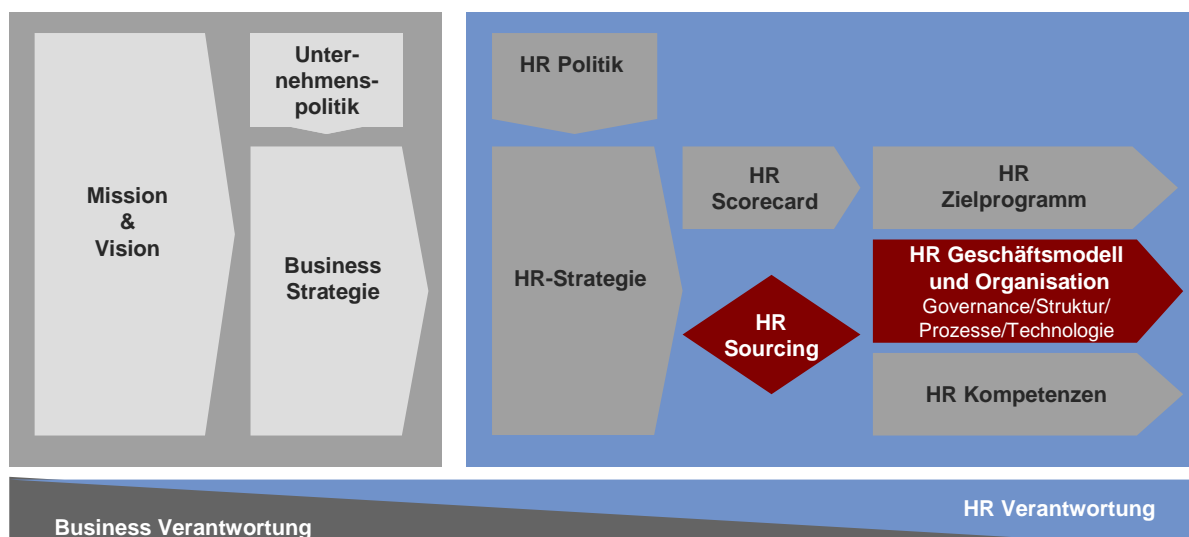 Mission
&
Vision
Unter-
nehmens-
politik
Business
Strategie
HR Politik
HR-Strategie
HR
Scorecard
HR
Sourcing
HR
Zielprogramm
HR Geschäftsmodell
und Organisation
Governance/Struktur/
Prozesse/Technologie
HR Kompetenzen
Business Verantwortung
HR Verantwortung